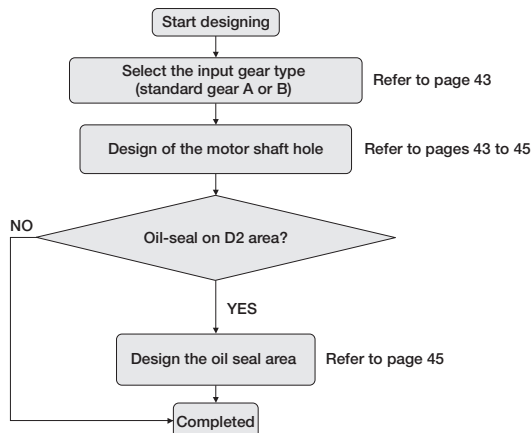 Start designing
Select the input gear type
(standard gear A or B)
Refer to page 43
Design of the motor shaft hole
Refer to pages 43 to 45
NO
Oil-seal on D2 area?
YES
Design the oil seal area
Refer to page 45
Completed